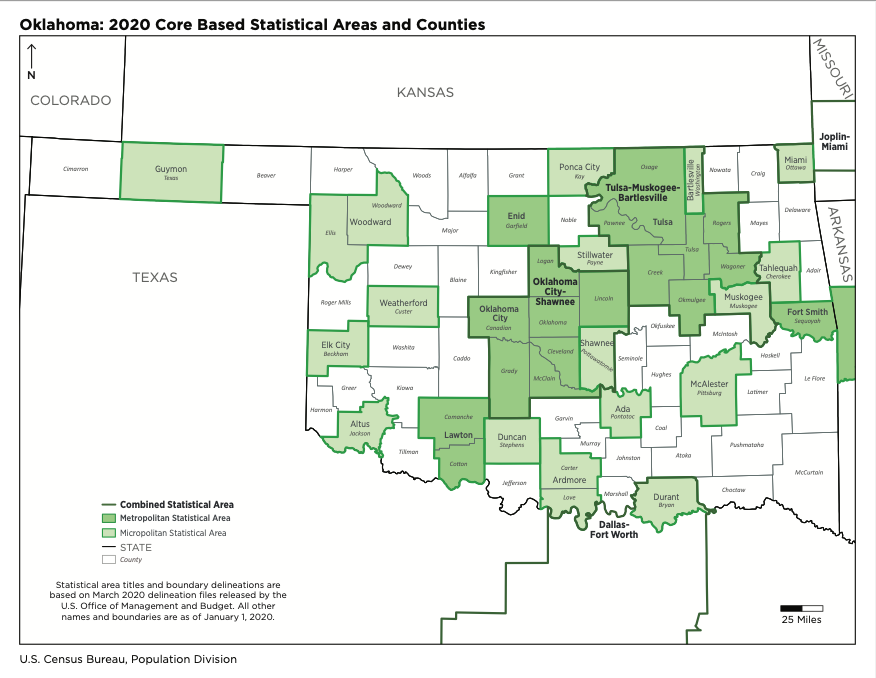 Oklahoma: 2020 Core Based Statistical Areas and Counties
N
COLORADO
KANSAS
MISSOURI
Joplin-
Miami
Cimarron
Guymon
Texas
Beaver
Harper
Woods
Alfalfa
Grant
Ponca City
Kay
Osage
Bartlesville
Washington
Nowata
Craig
Miami
Ottawa
Tulsa-Muskogee-
Bartlesville
Woodward
Woodward
Ellis
Major
Enid
Garfield
Noble
Pawnee
Tulsa
Rogers
Mayes
Delaware
ARKANSAS
TEXAS
Dewey
Blaine
Kingfisher
Logan
Stillwater
Payne
Creek
Tulsa
Wagoner
Tahlequah
Cherokee
Adair
Oklahoma
City-
Shawnee
Roger Mills
Weatherford
Custer
Oklahoma
City
Canadian
Oklahoma
Lincoln
Okmulgee
Muskogee
Muskogee
Fort Smith
Sequoyah
Okfuskee
McIntosh
Elk City
Beckham
Washita
Caddo
Grady
Cleveland
McClain
Shawnee
Pottawatomie
Seminole
Hughes
Haskell
McAlester
Pittsburg
Latimer
Le Flore
Greer
Kiowa
Harmon
Altus
Jackson
Tillman
Comanche
Lawton
Cotton
Duncan
Stephens
Garvin
Ada
Pontotoc
Coal
Murray
Johnston
Atoka
Pushmataha
McCurtain
Jefferson
Carter
Ardmore
Love
Marshall
Durant
Bryan
Choctaw
Dallas-
Fort Worth
Combined Statistical Area
Metropolitan Statistical Area
Micropolitan Statistical Area
STATE
County
Statistical area titles and boundary delineations are
based on March 2020 delineation files released by the
U.S. Office of Management and Budget. All other
names and boundaries are as of January 1, 2020.
25 Miles
U.S. Census Bureau, Population Division